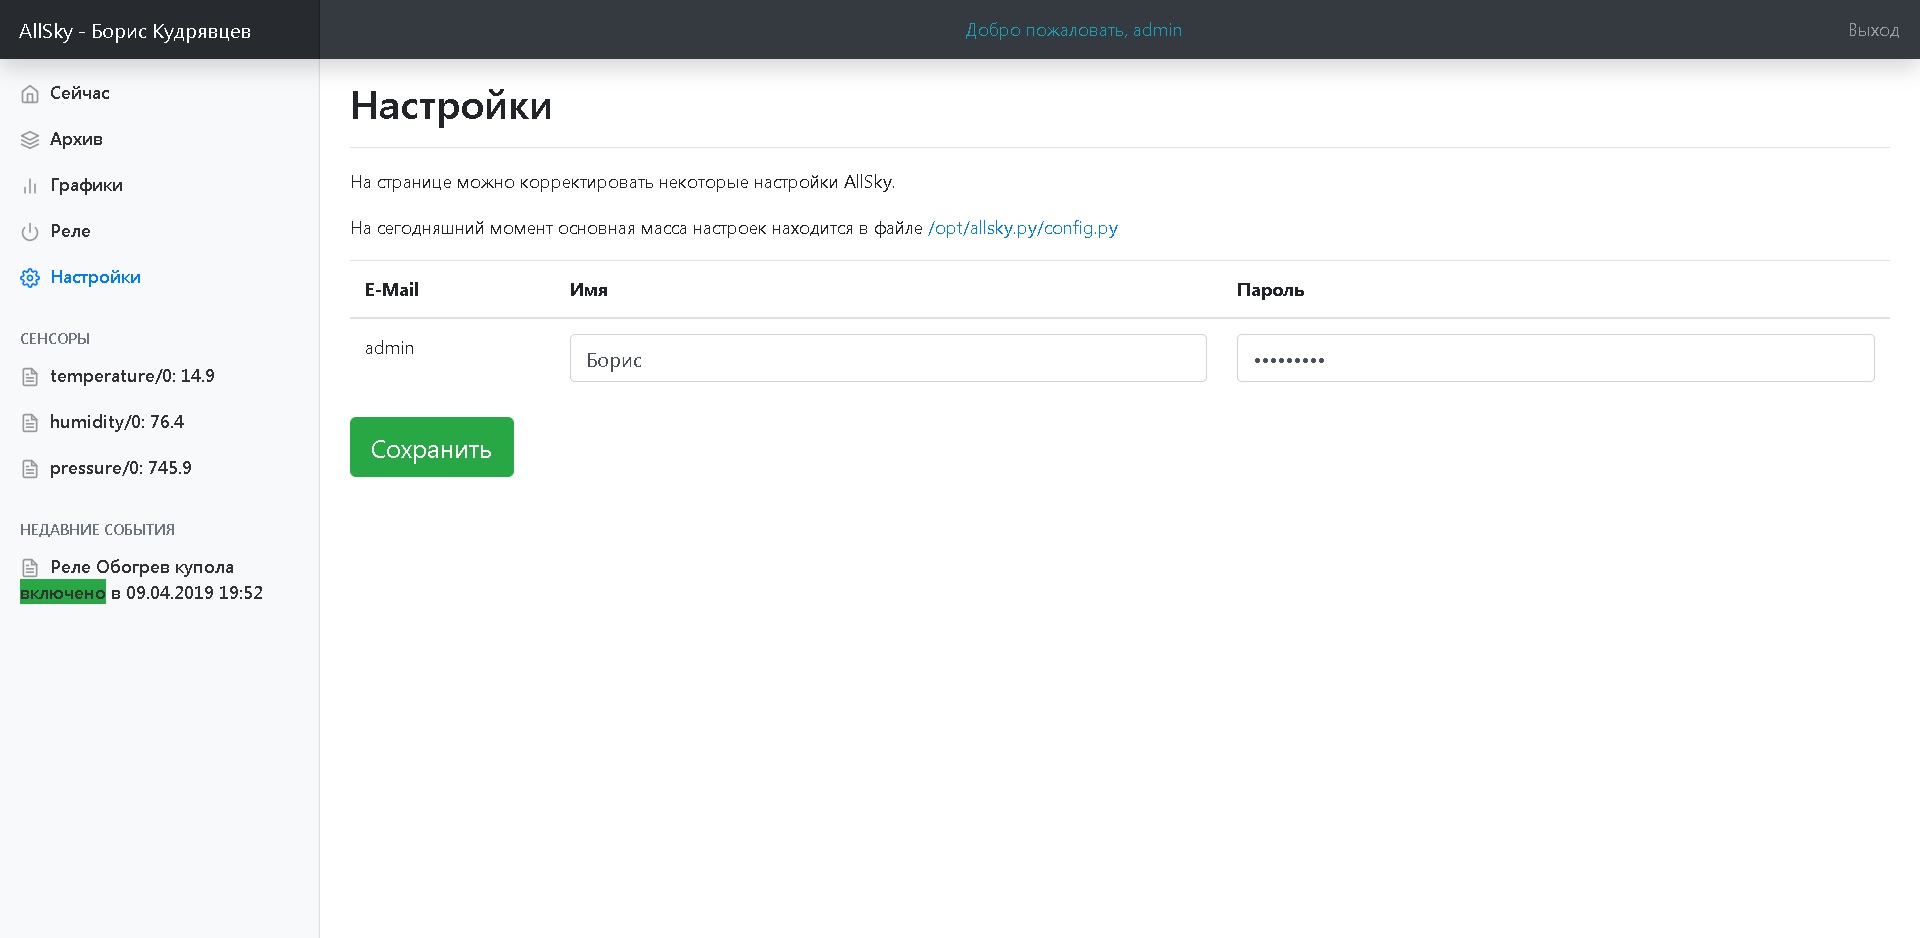 AllSky - Борис Кудрявцев
Добро пожаловать, admin
Выход
Сейчас
Архив
Графики
Реле
Настройки
СЕНСОРЫ
temperature/0: 14.9
humidity/0: 76.4
pressure/0: 745.9
НЕДАВНИЕ СОБЫТИЯ
Реле Обогрев купола
включено в 09.04.2019 19:52
Настройки
На странице можно корректировать некоторые настройки AllSky.
На сегодняшний момент основная масса настроек находится в файле /opt/allsky.py/config.py
E-Mail Имя Пароль
admin Борис •••••••••
Сохранить